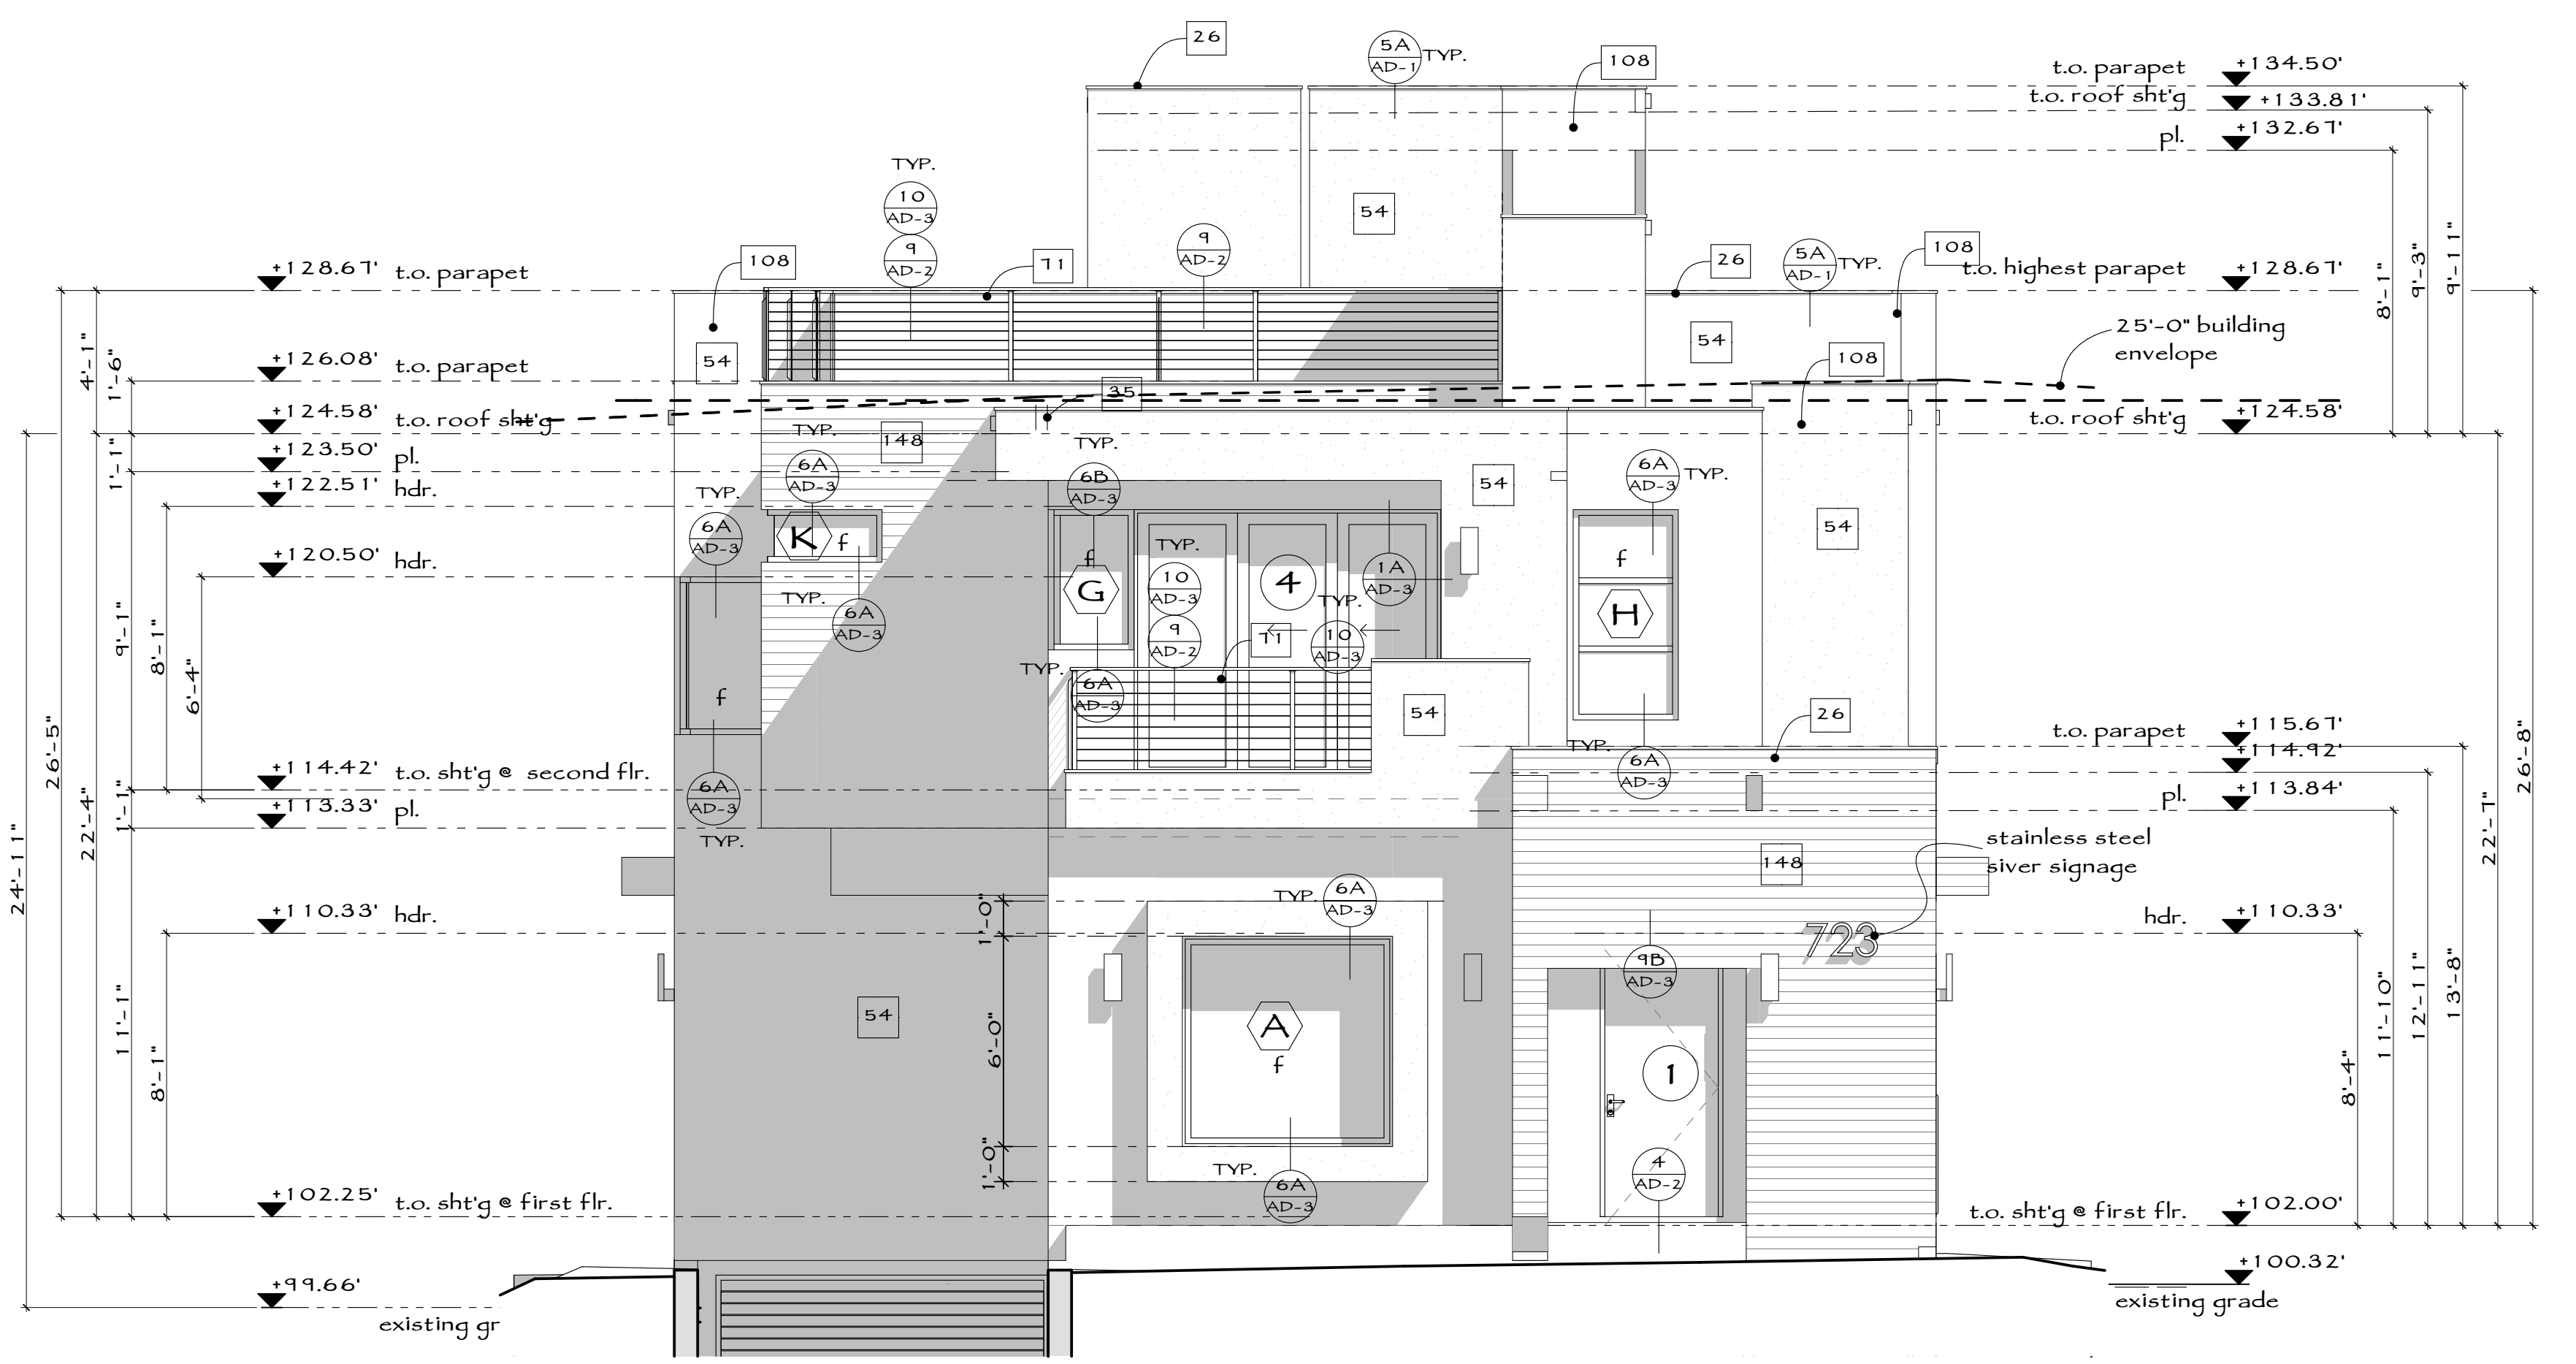 26
5A
AD-1
TYP.
108
t.o. parapet
+134.50'
t.o. roof sht'g
+133.81'
pl.
+132.67'
TYP.
10
AD-3
9
AD-2
54
9
AD-2
71
108
26
5A
AD-1
TYP.
108
+128.67' t.o. parapet
t.o. highest parapet
+128.67'
54
54
25'-0" building
envelope
+126.08' t.o. parapet
108
35
+124.58' t.o. roof sht'g
t.o. roof sht'g
+124.58'
4'-1"
1'-6"
8'-1"
9'-3"
9'-11"
TYP.
148
TYP.
+123.50' pl.
6A
AD-3
6B
AD-3
54
6A
AD-3
TYP.
+122.51' hdr.
TYP.
1'-1"
6A
AD-3
K
f
54
+120.50' hdr.
f
G
TYP.
10
AD-3
4
1A
AD-3
f
H
TYP.
6A
AD-3
TYP.
9
AD-2
71
10
AD-3
9'-1"
8'-1"
6'-4"
TYP.
6A
AD-3
f
54
26
t.o. parapet
+115.67'
+114.92'
TYP.
6A
AD-3
26'-5"
22'-4"
24'-11"
+114.42' t.o. sht'g @ second flr.
6A
AD-3
TYP.
1'-1"
+113.33' pl.
pl.
+113.84'
26'-8"
22'-7"
148
stainless steel
siver signage
TYP.
6A
AD-3
+110.33' hdr.
hdr.
+110.33'
723
1'-0"
6'-0"
1'-0"
9B
AD-3
11'-1"
8'-1"
54
A
f
1
8'-4"
11'-10"
12'-11"
13'-8"
TYP.
6A
AD-3
4
AD-2
+102.25' t.o. sht'g @ first flr.
t.o. sht'g @ first flr.
+102.00'
+99.66'
existing gr
+100.32'
existing grade